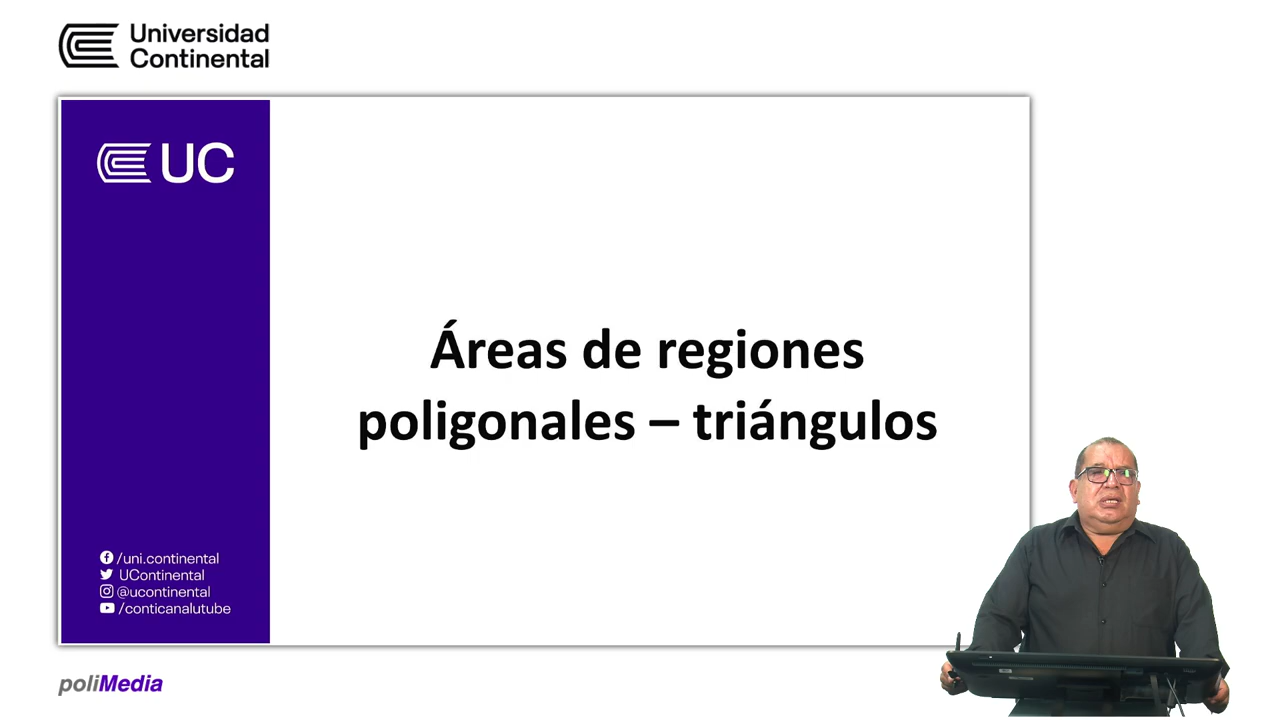 Universidad
Continental
UC
Áreas de regiones
poligonales – triángulos
/uni.continental
UContinental
@ucontinental
/conticanalutube
poliMedia